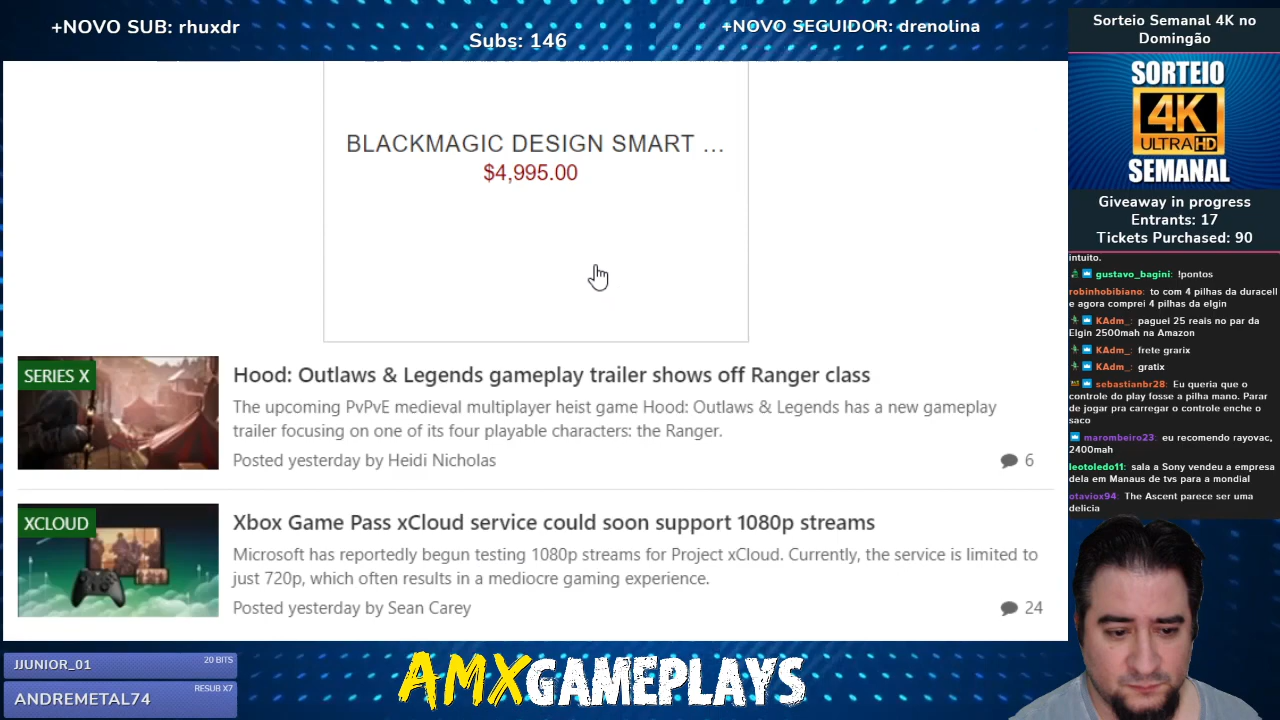 +NOVO SUB: rhuxdr
Subs: 146
+NOVO SEGUIDOR: drenolina
Sorteio Semanal 4K no
Domingão
SORTEIO
4K
ULTRA HD
SEMANAL
Giveaway in progress
Entrants: 17
Tickets Purchased: 90
BLACKMAGIC DESIGN SMART ...
$4,995.00
SERIES X
Hood: Outlaws & Legends gameplay trailer shows off Ranger class
The upcoming PvPvE medieval multiplayer heist game Hood: Outlaws & Legends has a new gameplay
trailer focusing on one of its four playable characters: the Ranger.
Posted yesterday by Heidi Nicholas
6
XCLOUD
Xbox Game Pass xCloud service could soon support 1080p streams
Microsoft has reportedly begun testing 1080p streams for Project xCloud. Currently, the service is limited to
just 720p, which often results in a mediocre gaming experience.
Posted yesterday by Sean Carey
24
intuito.
gustavo_bagini: !pontos
robinhobibiano: to com 4 pilhas da duracell
e agora comprei 4 pilhas da elgin
KAdm_: paguei 25 reais no par da
Elgin 2500mah na Amazon
KAdm_: frete grarix
KAdm_: gratix
sebastianbr28: Eu queria que o
controle do play fosse a pilha mano. Parar
de jogar pra carregar o controle enche o
saco
marombeiro23: eu recomendo rayovac,
2400mah
leotoledo11: sala a Sony vendeu a empresa
dela em Manaus de tvs para a mondial
otaviox94: The Ascent parece ser uma
delicia
JJUNIOR_01
20 BITS
ANDREMETAL74
RESUB X7
AMXGAMEPLAYS